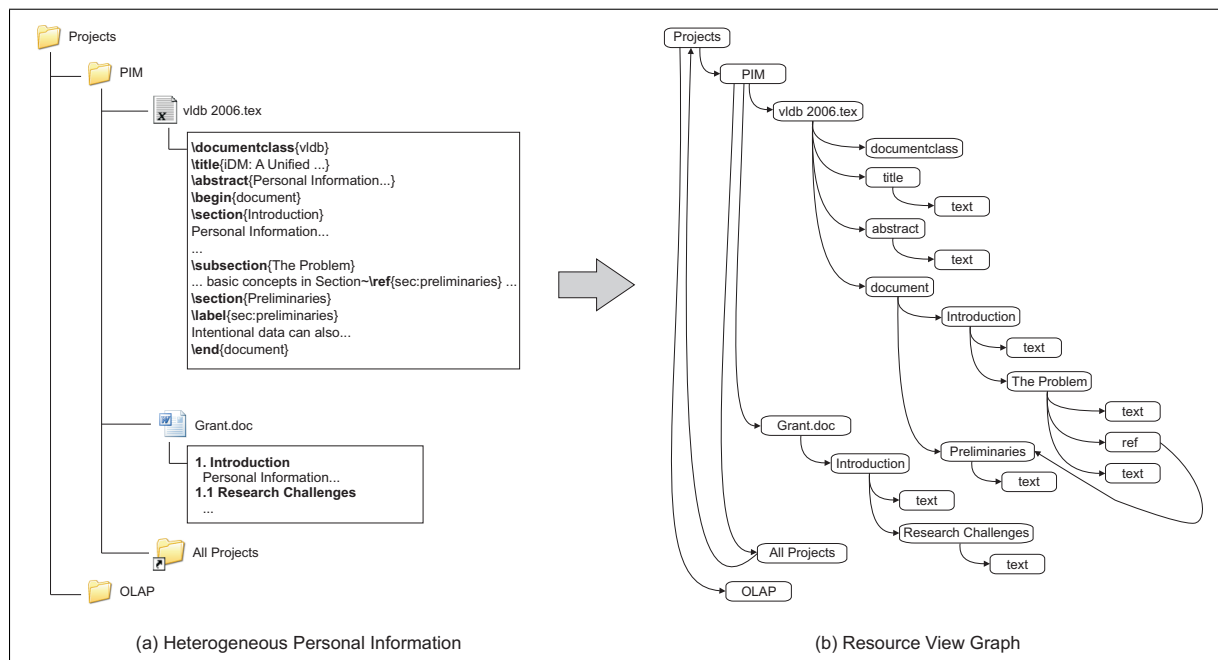 Projects
PIM
vldb 2006.tex
\documentclass{vldb}
\title{iDM: A Unified ...}
\abstract{Personal Information...}
\begin{document}
\section{Introduction}
Personal Information...
...
\subsection{The Problem}
... basic concepts in Section~\ref{sec:preliminaries} ...
\section{Preliminaries}
\label{sec:preliminaries}
Intentional data can also...
\end{document}
Grant.doc
1. Introduction
Personal Information...
1.1 Research Challenges
...
All Projects
OLAP
(a) Heterogeneous Personal Information
Projects
PIM
vldb 2006.tex
documentclass
title
text
abstract
text
document
Introduction
text
The Problem
text
ref
text
Preliminaries
text
Grant.doc
Introduction
text
Research Challenges
text
All Projects
OLAP
(b) Resource View Graph